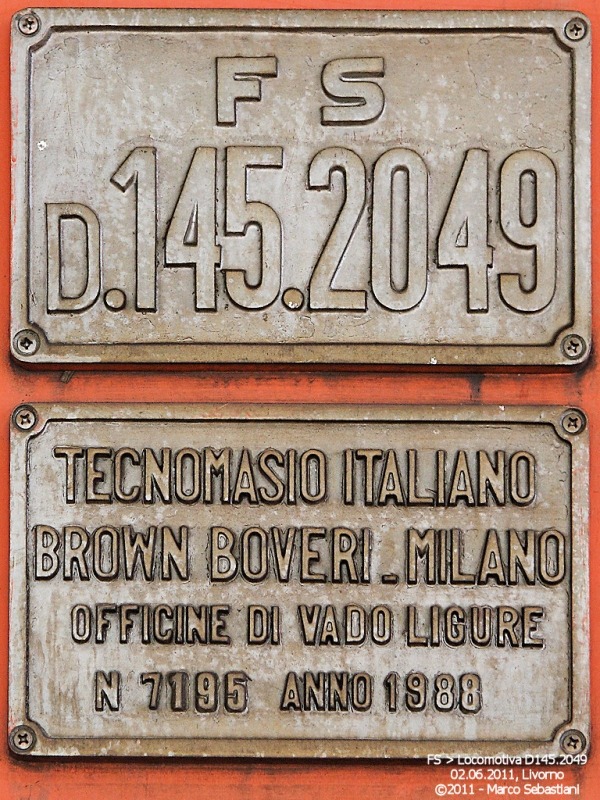 FS
D.145.2049
TECNOMASIO ITALIANO
BROWN BOVERI - MILANO
OFFICINE DI VADO LIGURE
N 7195 ANNO 1988
FS > Locomotiva D145.2049
02.06.2011, Livorno
©2011 - Marco Sebastiani